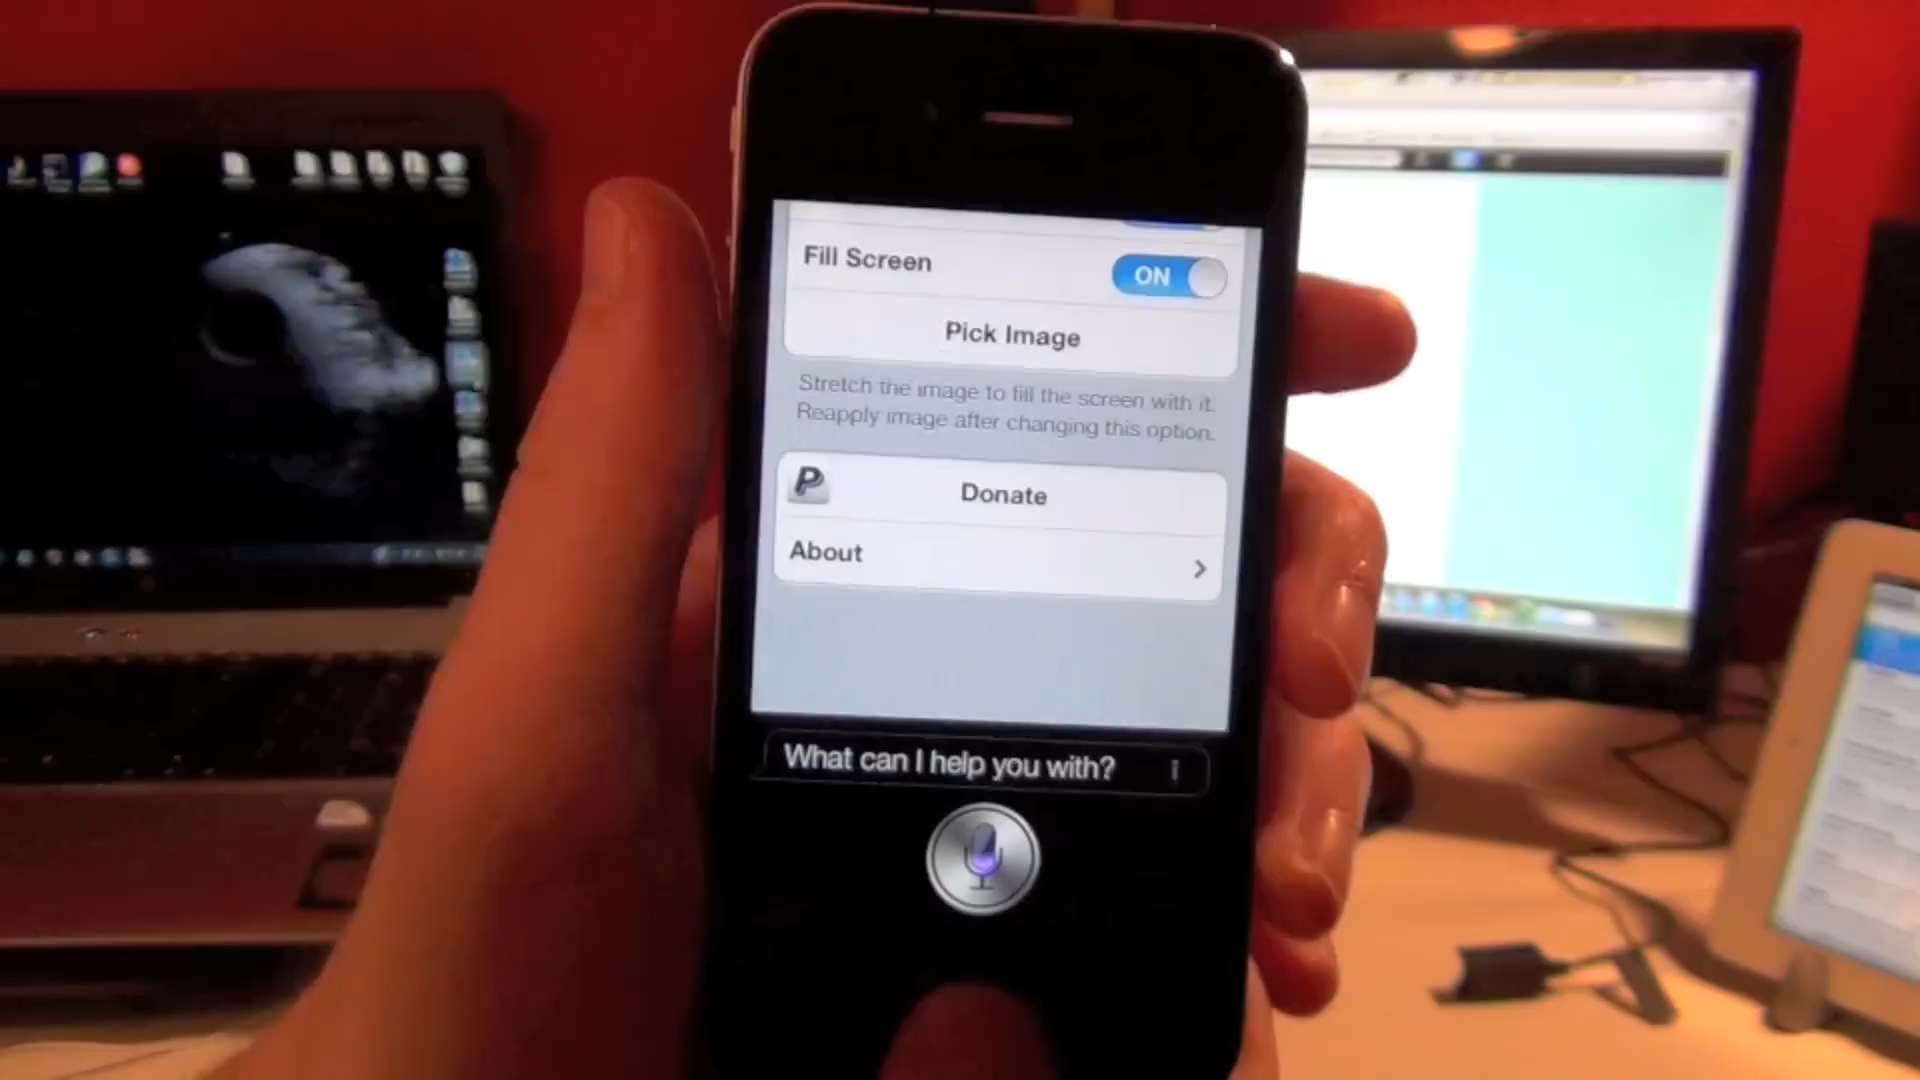 Fill Screen
ON
Pick Image
Stretch the image to fill the screen with it.
Reapply image after changing this option.
P
Donate
About
What can I help you with?
i